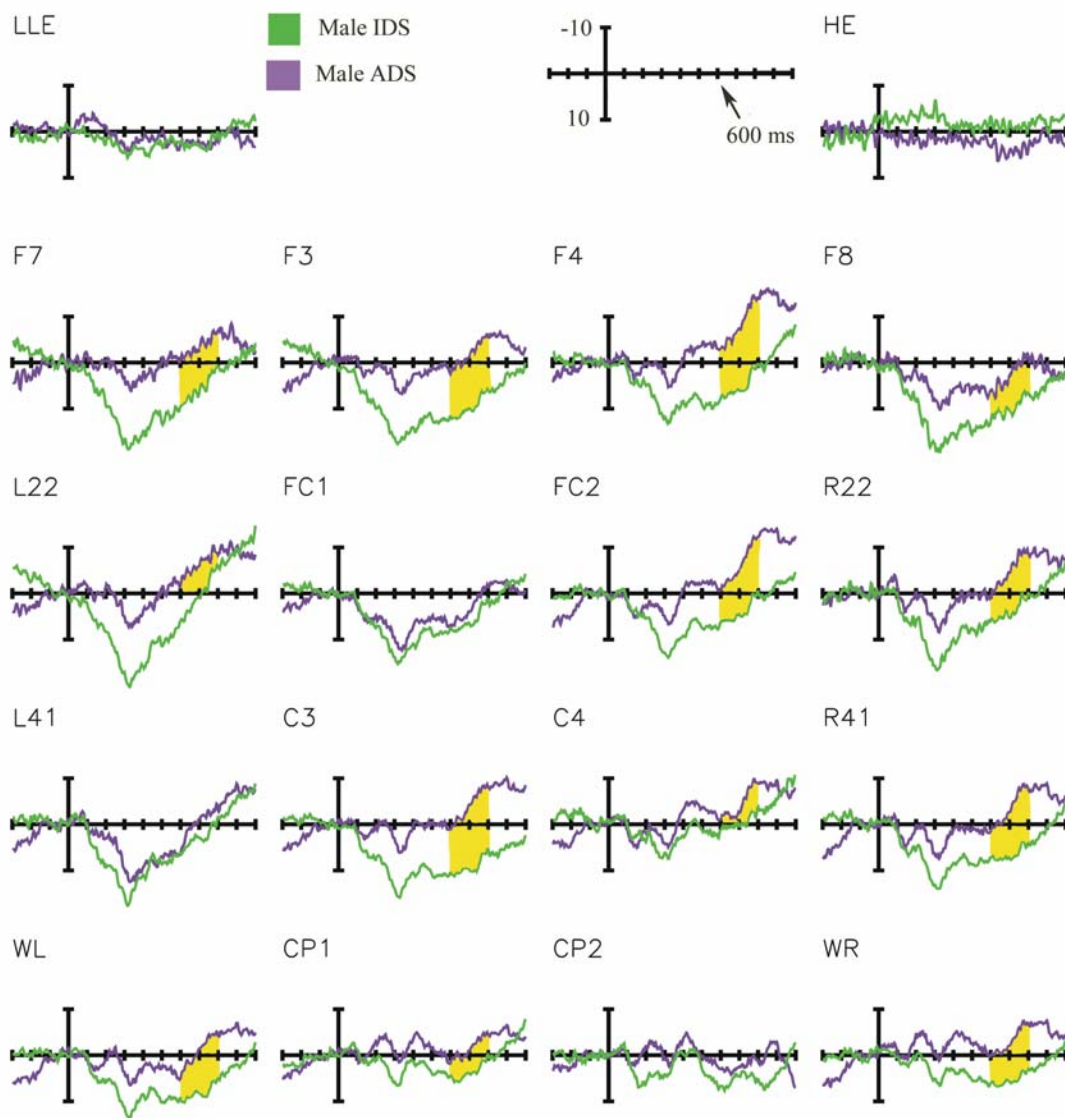 LLE
Male IDS
Male ADS
-10
10
600 ms
HE
F7
F3
F4
F8
L22
FC1
FC2
R22
L41
C3
C4
R41
WL
CP1
CP2
WR